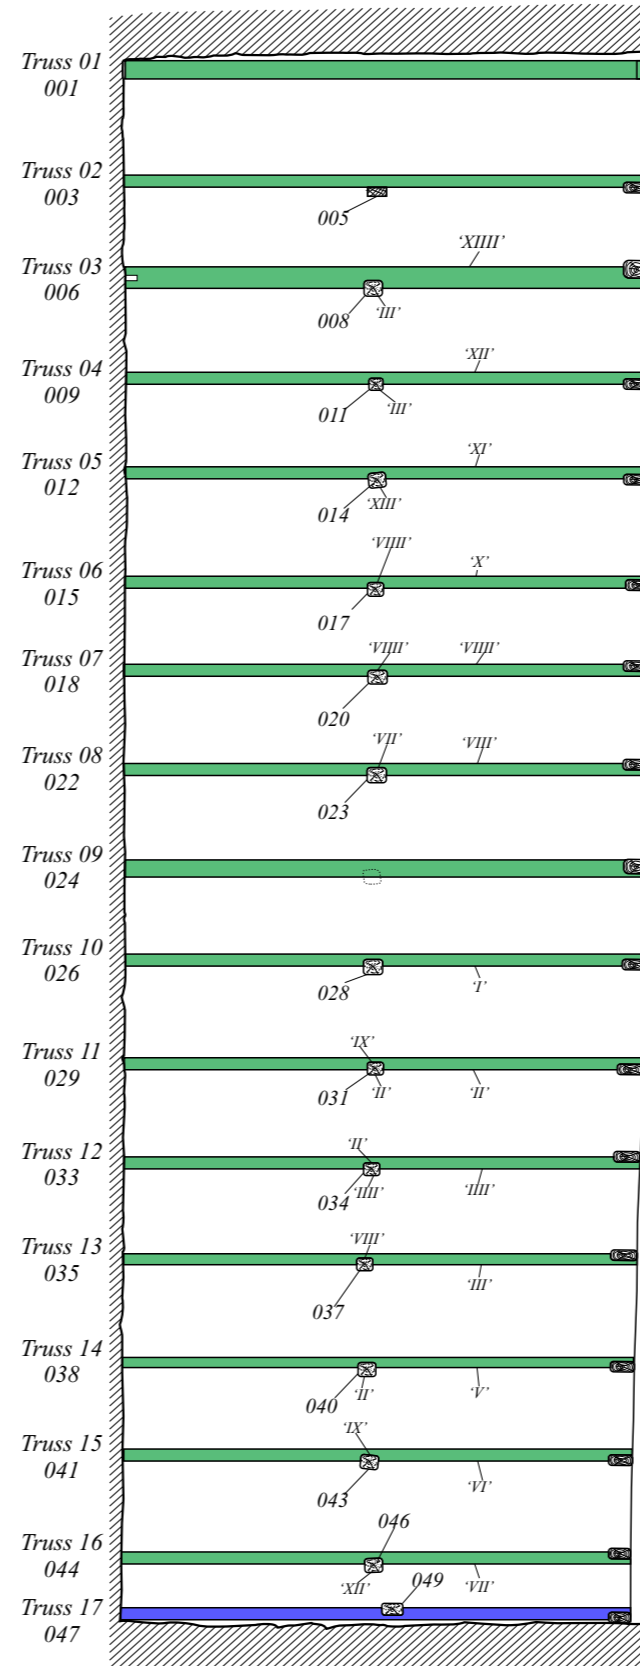 Truss 01
001
Truss 02
003
005
Truss 03
006
‘XIIII’
008
‘III’
Truss 04
009
‘XII’
011
‘III’
Truss 05
012
‘XI’
014
‘XIII’
Truss 06
015
‘VIIII’
‘X’
017
Truss 07
018
‘VIIII’
‘VIIII’
020
Truss 08
022
‘VII’
‘VIII’
023
Truss 09
024
Truss 10
026
028
‘I’
Truss 11
029
‘IX’
031
‘II’
‘II’
Truss 12
033
‘II’
034
‘IIII’
‘IIII’
Truss 13
035
‘VIII’
037
‘III’
Truss 14
038
040
‘II’
‘V’
Truss 15
041
‘IX’
043
‘VI’
Truss 16
044
046
‘XII’
‘VII’
Truss 17
047
049